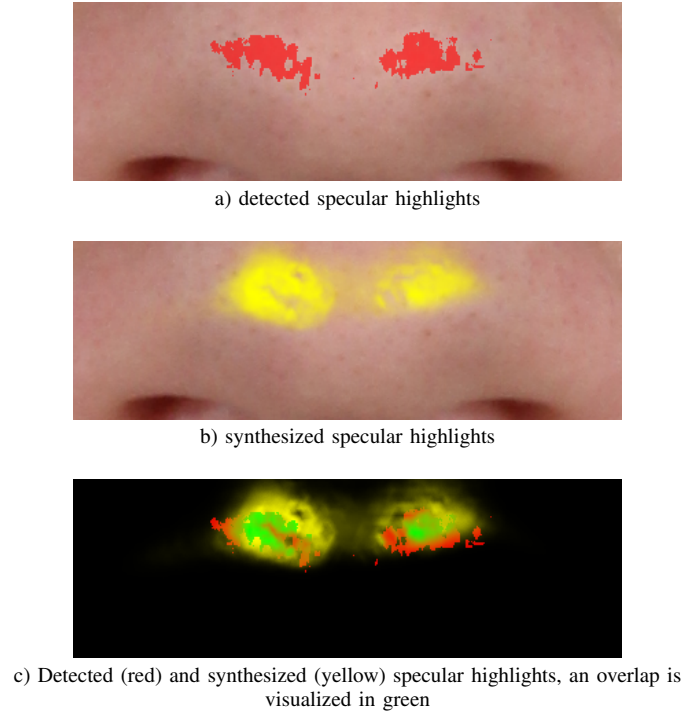 a) detected specular highlights
b) synthesized specular highlights
c) Detected (red) and synthesized (yellow) specular highlights, an overlap is
visualized in green